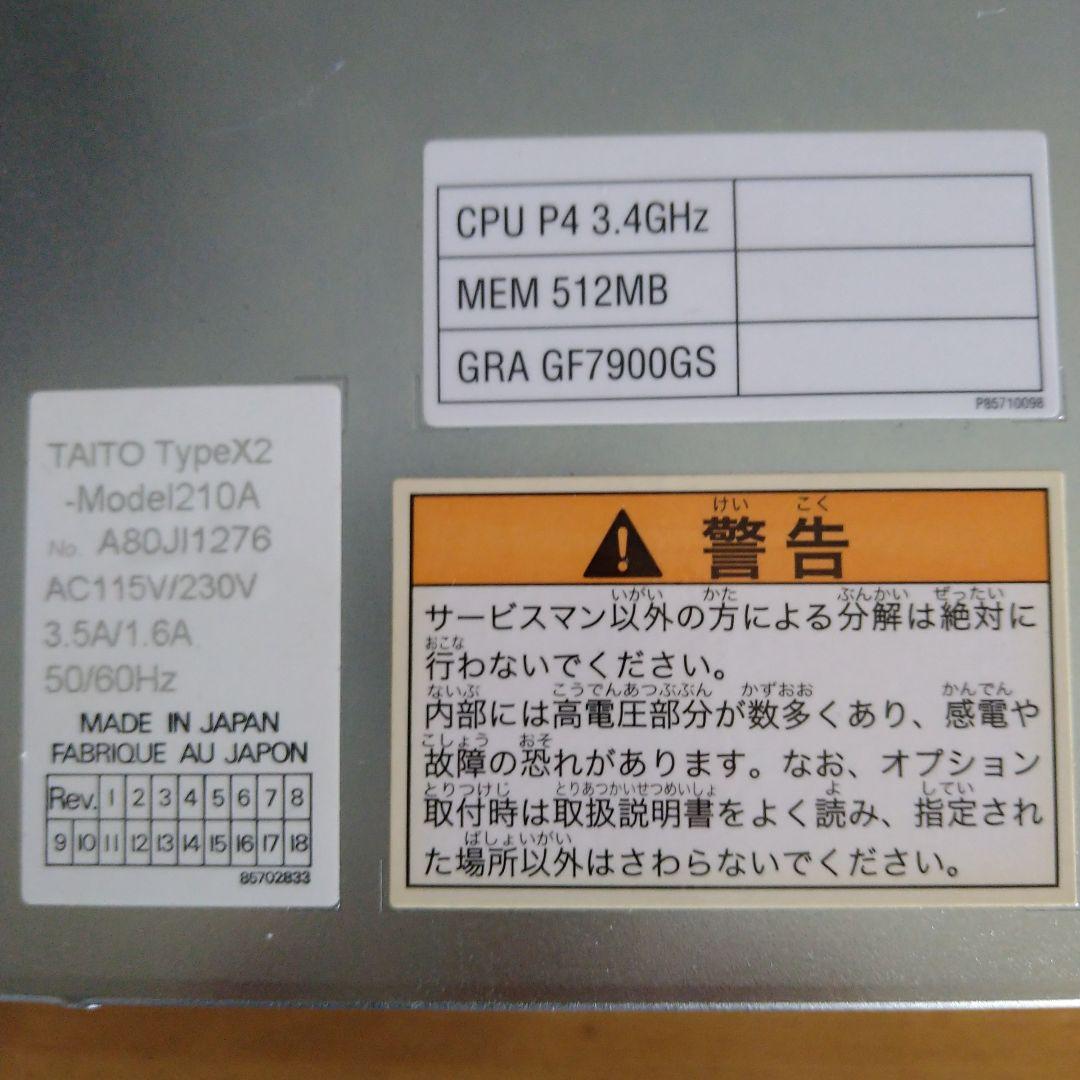 CPU P4 3.4GHz
MEM 512MB
GRA GF7900GS
P85710098
TAITO TypeX2
-Model210A
No. A80JI1276
AC115V/230V
3.5A/1.6A
50/60Hz
MADE IN JAPAN
FABRIQUE AU JAPON
Rev. 1 2 3 4 5 6 7 8
9 10 11 12 13 14 15 16 17 18
85702833
けい こく
警告
いがい かた ぶんかい ぜったい
サービスマン以外の方による分解は絶対に
おこな
行わないでください。
ないぶ こうでんあつぶぶん かずおお かんでん
内部には高電圧部分が数多くあり、感電や
こしょう おそ
故障の恐れがあります。なお、オプション
とりつけじ とりあつかいせつめいしょ よ してい
取付時は取扱説明書をよく読み、指定され
ばしょいがい
た場所以外はさわらないでください。